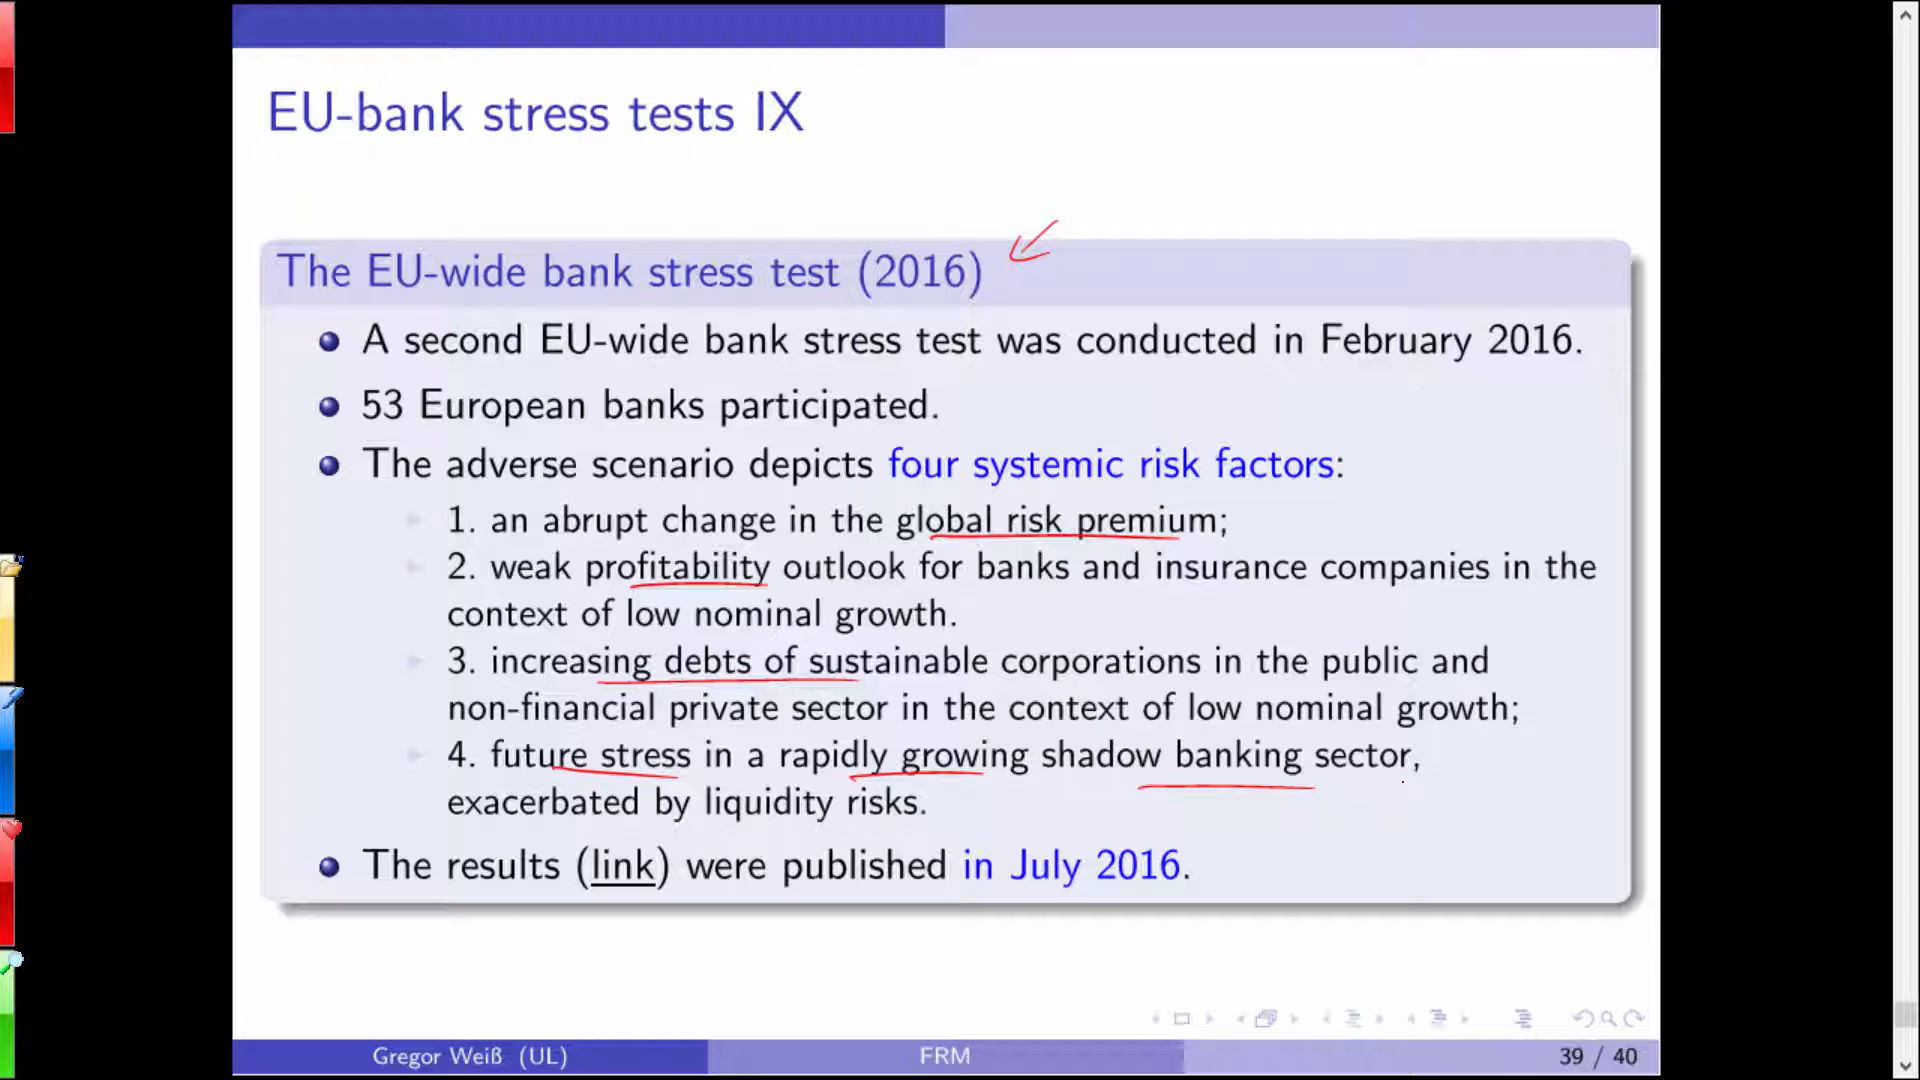 EU-bank stress tests IX
The EU-wide bank stress test (2016)
A second EU-wide bank stress test was conducted in February 2016.
53 European banks participated.
The adverse scenario depicts four systemic risk factors:
1. an abrupt change in the global risk premium;
2. weak profitability outlook for banks and insurance companies in the
context of low nominal growth.
3. increasing debts of sustainable corporations in the public and
non-financial private sector in the context of low nominal growth;
4. future stress in a rapidly growing shadow banking sector,
exacerbated by liquidity risks.
The results (link) were published in July 2016.
Gregor Weiß (UL) FRM 39 / 40